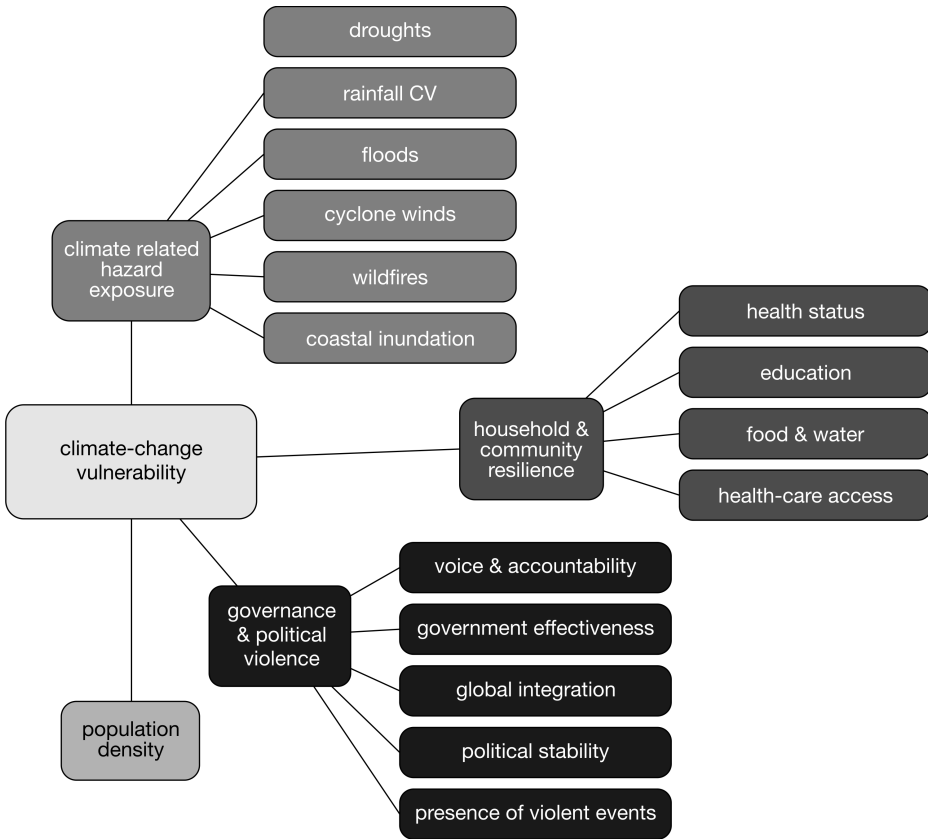 droughts
rainfall CV
floods
cyclone winds
climate related
hazard
exposure
wildfires
coastal inundation
health status
education
climate-change
vulnerability
household &
community
resilience
food & water
health-care access
voice & accountability
governance
& political
violence
government effectiveness
global integration
population
density
political stability
presence of violent events